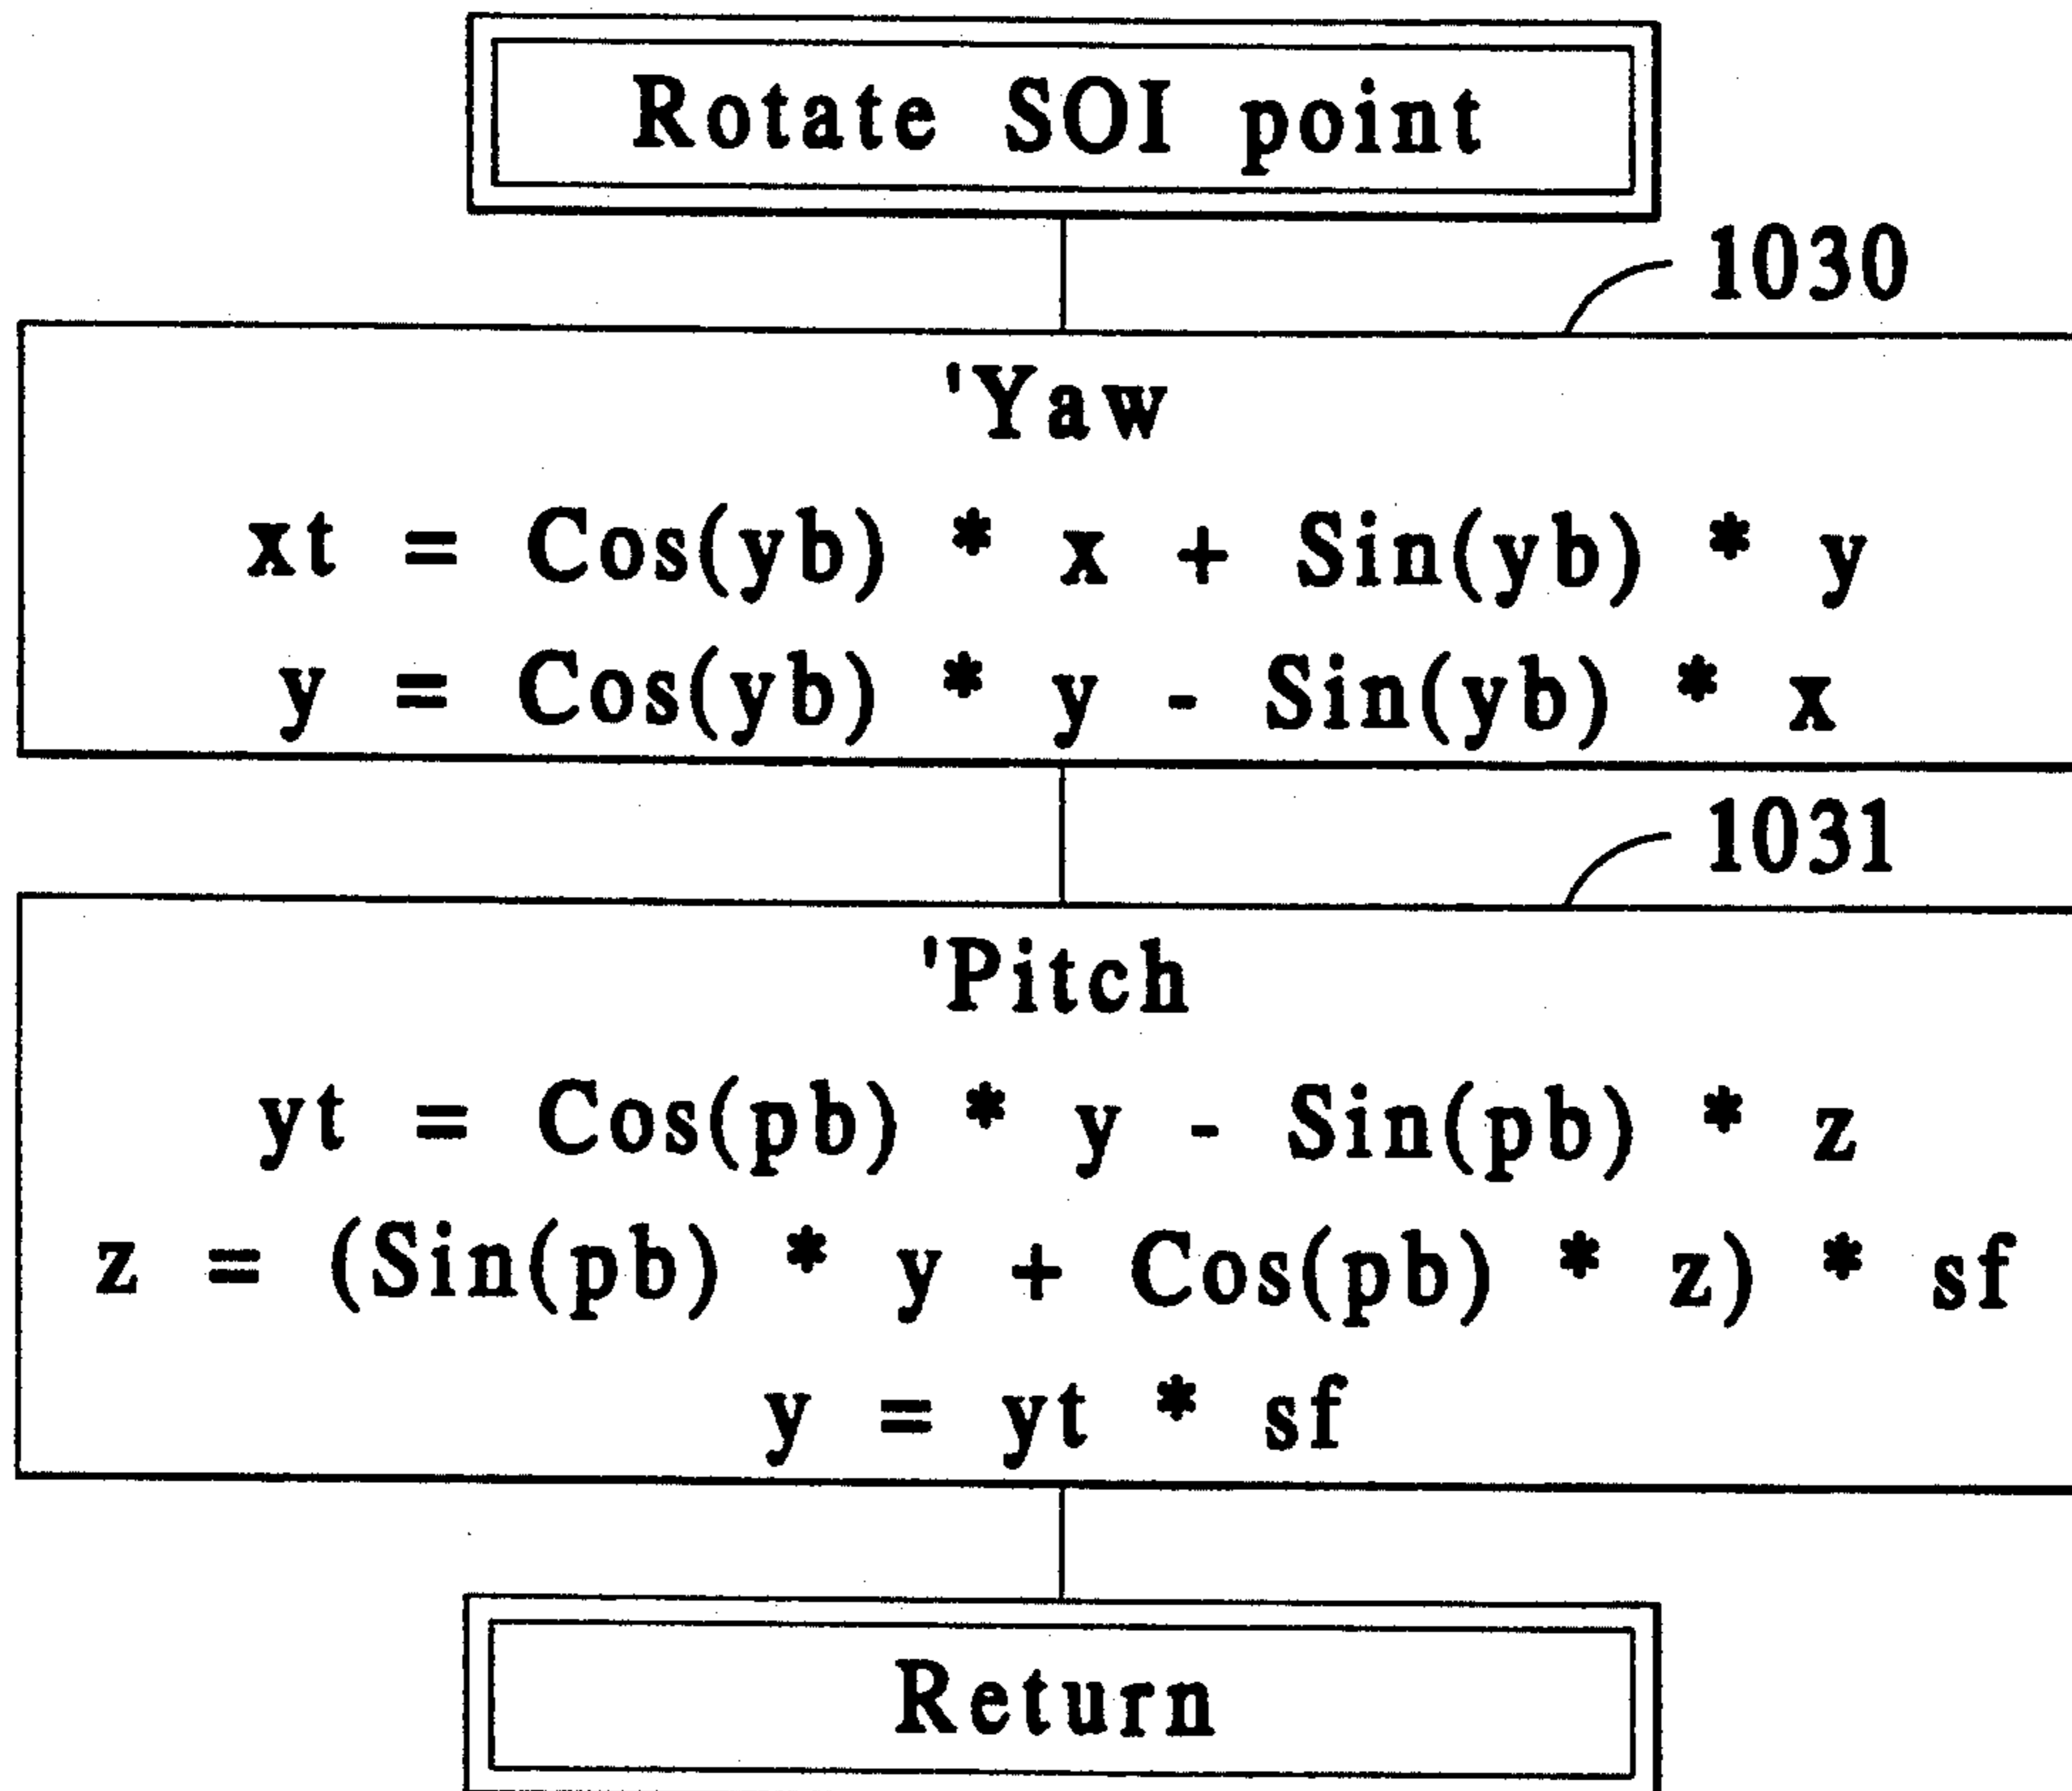 Rotate SOI point
1030
'Yaw
xt = Cos(yb) * x + Sin(yb) * y
y = Cos(yb) * y - Sin(yb) * x
1031
'Pitch
yt = Cos(pb) * y - Sin(pb) * z
z = (Sin(pb) * y + Cos(pb) * z) * sf
y = yt * sf
Return